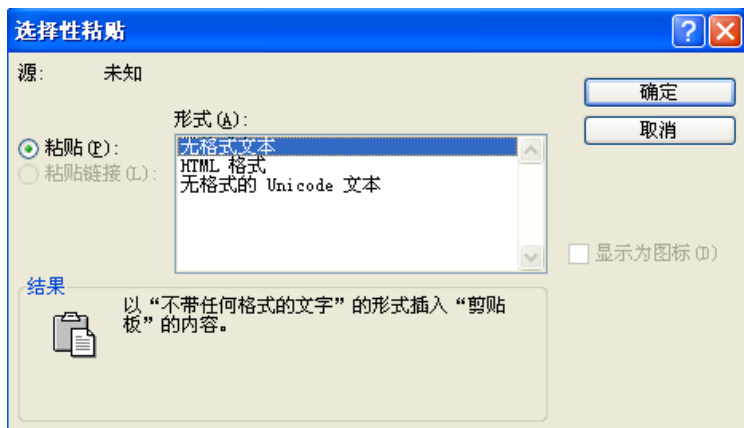 选择性粘贴
源: 未知
确定
取消
形式(A):
粘贴(P):
粘贴链接(L):
无格式文本
HTML 格式
无格式的 Unicode 文本
显示为图标(D)
结果
以“不带任何格式的文字”的形式插入“剪贴
板”的内容。